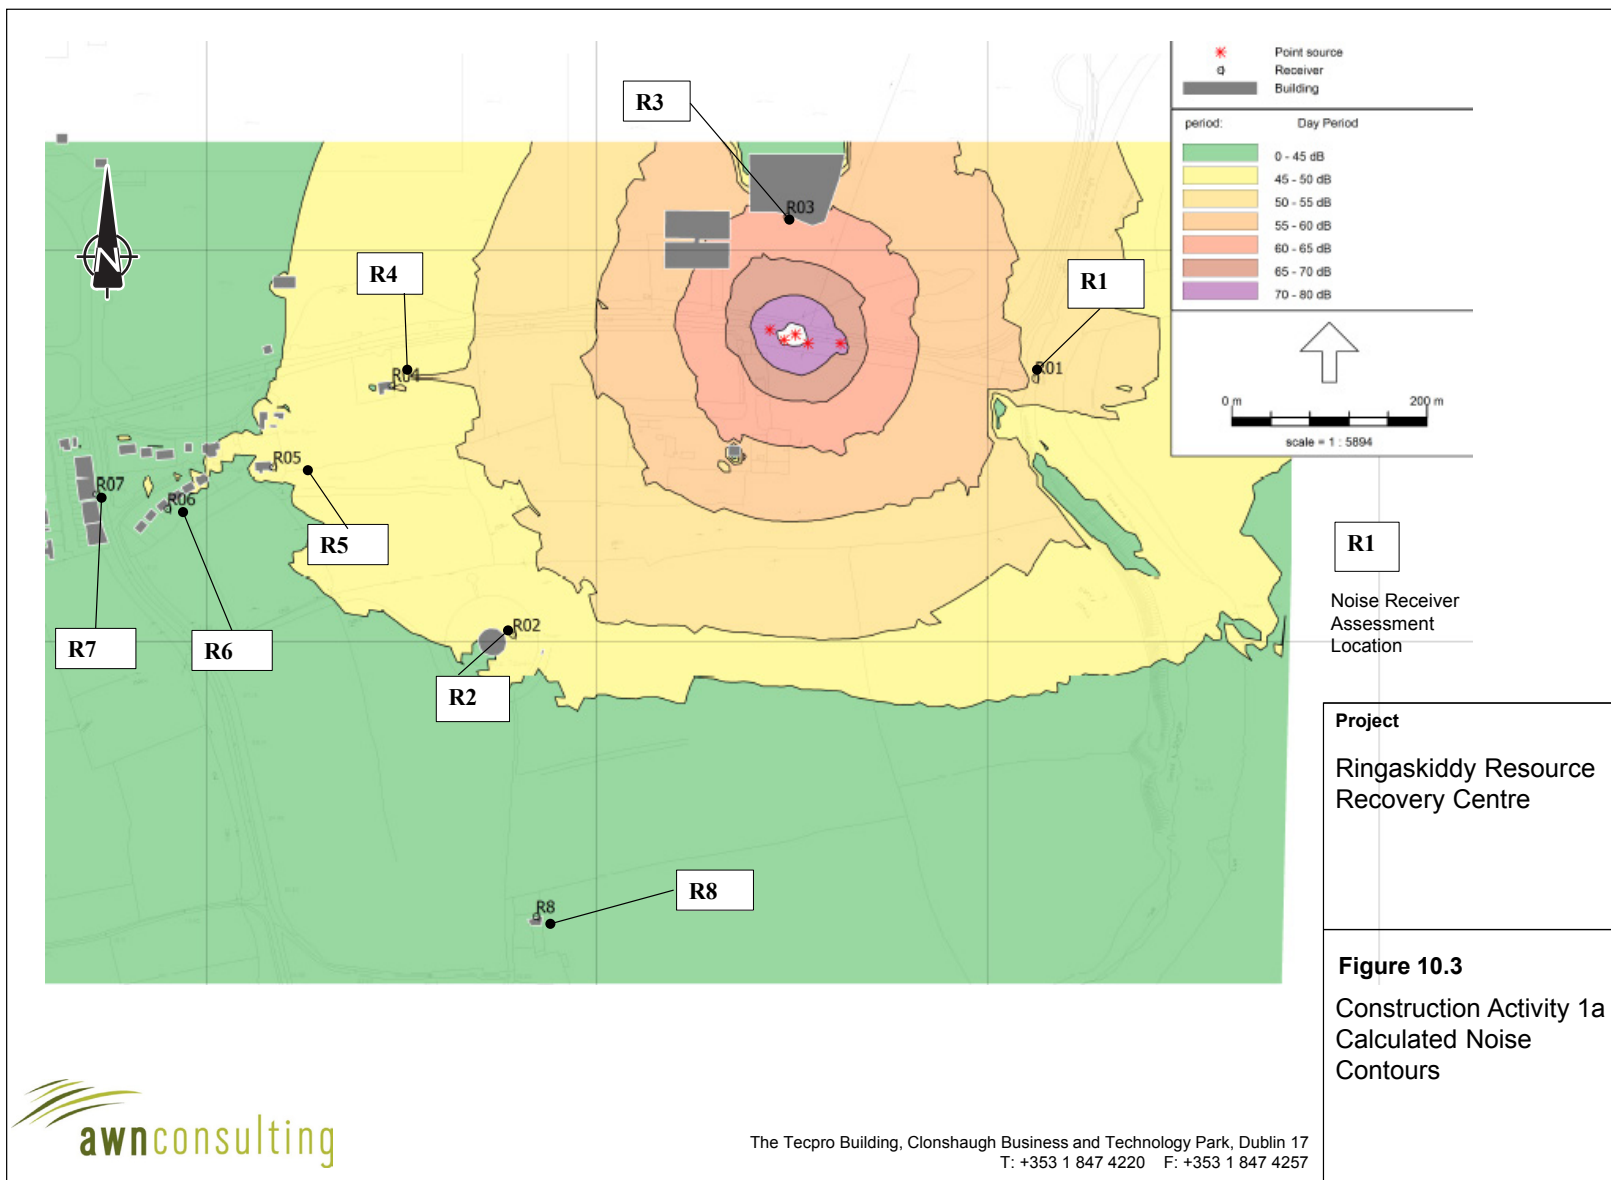 Point source
Receiver
Building
period: Day Period
0 - 45 dB
45 - 50 dB
50 - 55 dB
55 - 60 dB
60 - 65 dB
65 - 70 dB
70 - 80 dB
0 m 200 m
scale = 1 : 5894
N
R3
R03
R4
R04
R1
R01
R05
R5
R07
R06
R7
R6
R02
R2
R8
R8
R1
Noise Receiver
Assessment
Location
Project
Ringaskiddy Resource
Recovery Centre
Figure 10.3
Construction Activity 1a
Calculated Noise
Contours
awnconsulting
The Tecpro Building, Clonshaugh Business and Technology Park, Dublin 17
T: +353 1 847 4220 F: +353 1 847 4257